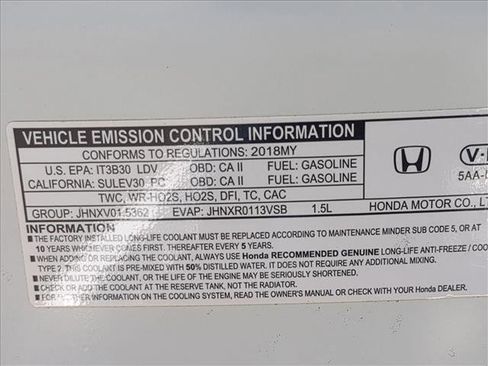 VEHICLE EMISSION CONTROL INFORMATION
CONFORMS TO REGULATIONS: 2018MY
U.S. EPA: IT3B30 LDV OBD: CA II FUEL: GASOLINE
CALIFORNIA: SULEV30 PC OBD: CA II FUEL: GASOLINE
TWC, WR-HO2S, HO2S, DFI, TC, CAC
GROUP: JHNXV01.5362 EVAP: JHNXR0113VSB 1.5L
HONDA
V-
5AA-
HONDA MOTOR CO., LT
■ THE FACTORY INSTALLED LONG-LIFE COOLANT MUST BE REPLACED ACCORDING TO MAINTENANCE MINDER SUB CODE 5, OR AT
10 YEARS WHICHEVER COMES FIRST. THEREAFTER EVERY 5 YEARS.
■ WHEN ADDING OR REPLACING THE COOLANT, ALWAYS USE Honda RECOMMENDED GENUINE LONG-LIFE ANTI-FREEZE / COOL
TYPE 2. THIS COOLANT IS PRE-MIXED WITH 50% DISTILLED WATER. IT DOES NOT REQUIRE ANY ADDITIONAL MIXING.
■ NEVER DILUTE THE COOLANT, OR THE LIFE OF THE ENGINE MAY BE SERIOUSLY SHORTENED.
■ CHECK OR ADD COOLANT AT THE RESERVE TANK, NOT THE RADIATOR.
■ FOR FURTHER INFORMATION ON THE COOLING SYSTEM, READ THE OWNER'S MANUAL OR CHECK WITH YOUR Honda DEALER.